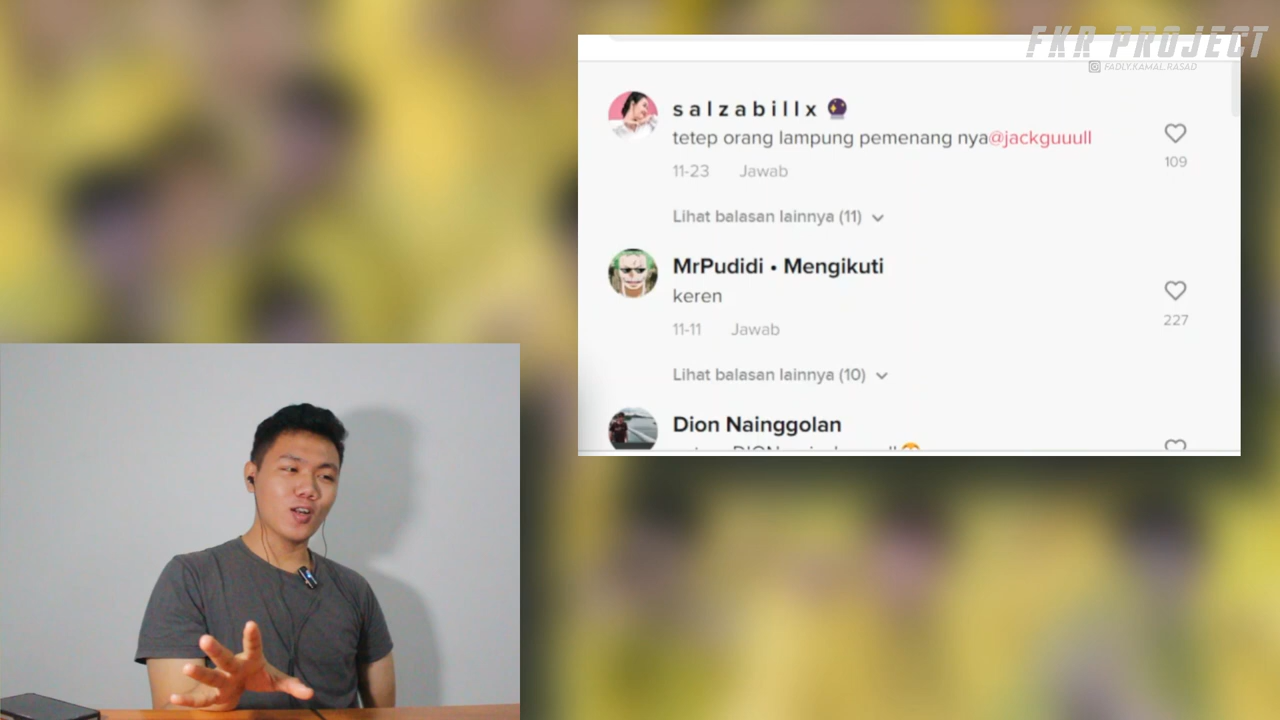 FKR PROJECT
FADLY.KAMAL.RASAD
s a l z a b i l l x 🔮
tetep orang lampung pemenang nya@jackguuull
109
11-23 Jawab
Lihat balasan lainnya (11)
MrPudidi • Mengikuti
keren
227
11-11 Jawab
Lihat balasan lainnya (10)
Dion Nainggolan